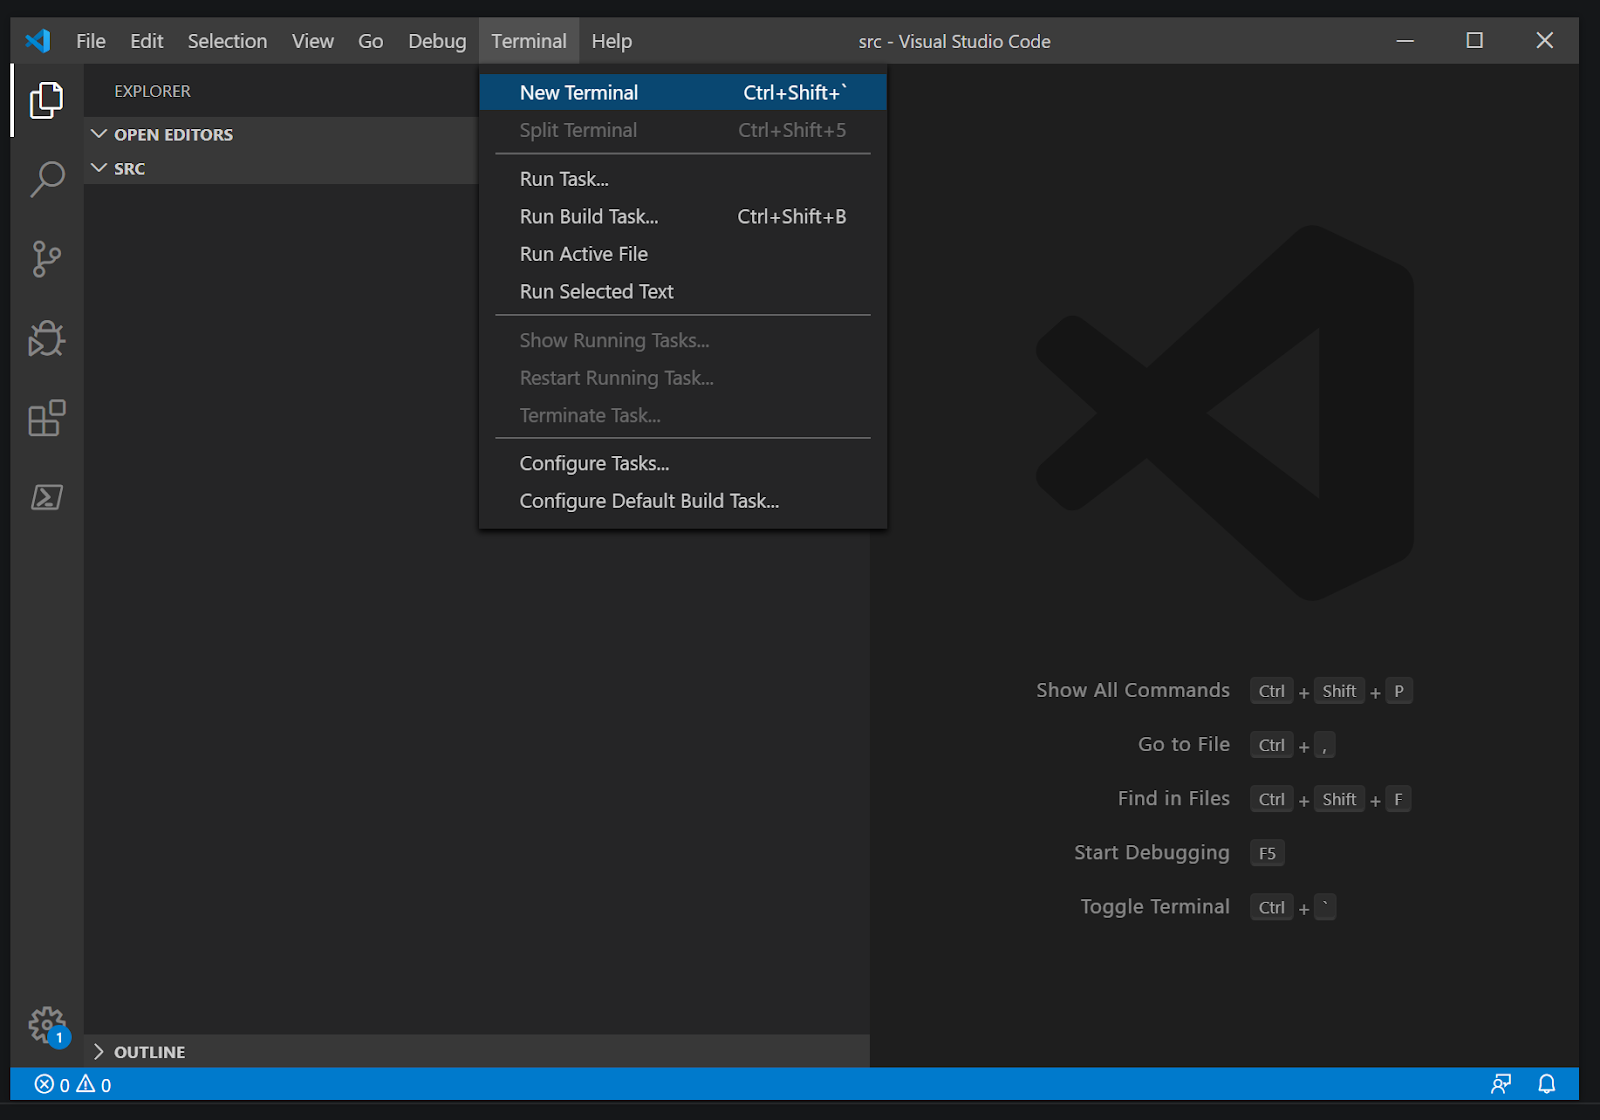 File Edit Selection View Go Debug Terminal Help src - Visual Studio Code
EXPLORER
OPEN EDITORS
SRC
New Terminal Ctrl+Shift+`
Split Terminal Ctrl+Shift+5
Run Task...
Run Build Task... Ctrl+Shift+B
Run Active File
Run Selected Text
Show Running Tasks...
Restart Running Task...
Terminate Task...
Configure Tasks...
Configure Default Build Task...
Show All Commands Ctrl + Shift + P
Go to File Ctrl + ,
Find in Files Ctrl + Shift + F
Start Debugging F5
Toggle Terminal Ctrl + `
1
OUTLINE
0 0